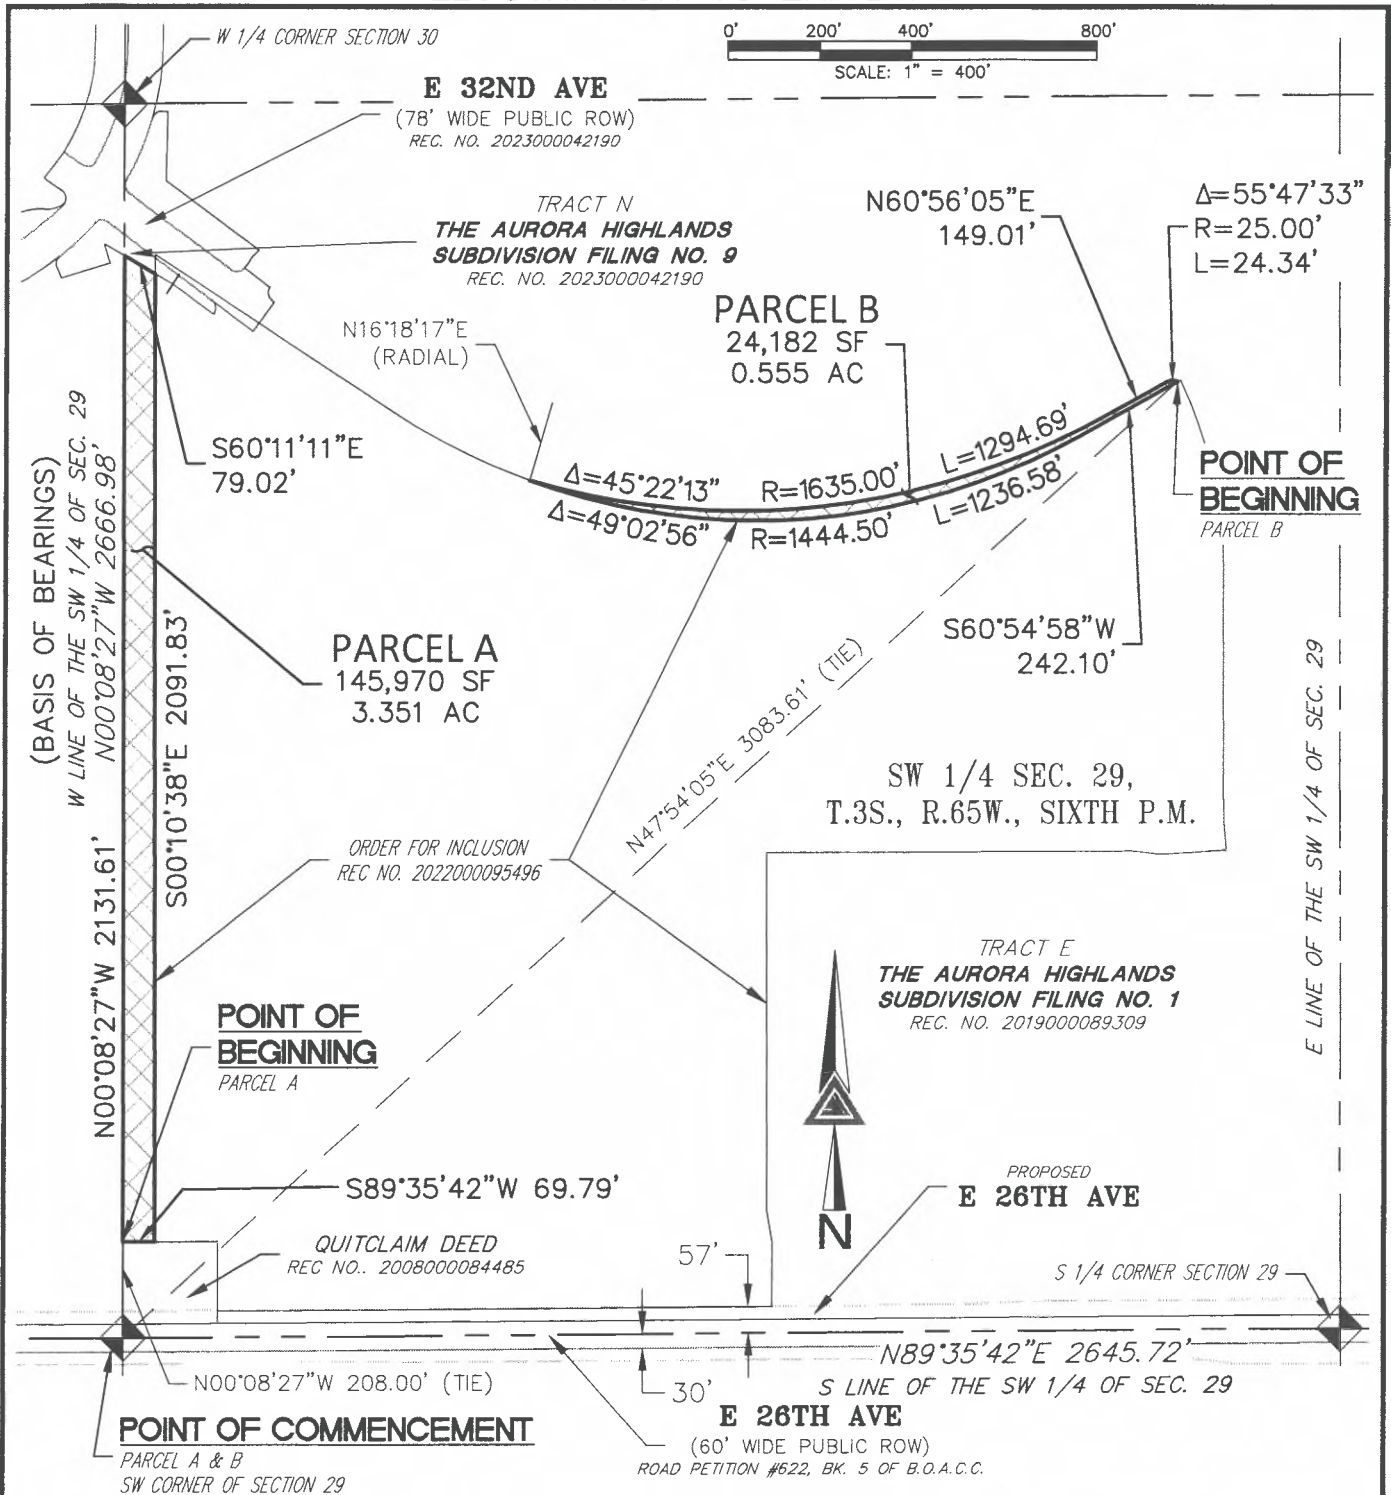 W 1/4 CORNER SECTION 30
0' 200' 400' 800'
SCALE: 1" = 400'
E 32ND AVE
(78' WIDE PUBLIC ROW)
REC. NO. 2023000042190
TRACT N
THE AURORA HIGHLANDS
SUBDIVISION FILING NO. 9
REC. NO. 2023000042190
N60°56'05"E
149.01'
Δ=55°47'33"
R=25.00'
L=24.34'
N16°18'17"E
(RADIAL)
PARCEL B
24,182 SF
0.555 AC
S60°11'11"E
79.02'
Δ=45°22'13" R=1635.00' L=1294.69'
Δ=49°02'56" R=1444.50' L=1236.58'
POINT OF
BEGINNING
PARCEL B
(BASIS OF BEARINGS)
W LINE OF THE SW 1/4 OF SEC. 29
N00°08'27"W 2666.98'
S60°54'58"W
242.10'
PARCEL A
145,970 SF
3.351 AC
S00°10'38"E 2091.83'
N47°54'05"E 3083.61' (TIE)
SW 1/4 SEC. 29,
T.3S., R.65W., SIXTH P.M.
E LINE OF THE SW 1/4 OF SEC. 29
ORDER FOR INCLUSION
REC NO. 2022000095496
N00°08'27"W 2131.61'
TRACT E
THE AURORA HIGHLANDS
SUBDIVISION FILING NO. 1
REC. NO. 2019000089309
POINT OF
BEGINNING
PARCEL A
S89°35'42"W 69.79'
PROPOSED
E 26TH AVE
N
QUITCLAIM DEED
REC NO.. 2008000084485
57'
S 1/4 CORNER SECTION 29
N89°35'42"E 2645.72'
S LINE OF THE SW 1/4 OF SEC. 29
N00°08'27"W 208.00' (TIE)
30'
E 26TH AVE
(60' WIDE PUBLIC ROW)
ROAD PETITION #622, BK. 5 OF B.O.A.C.C.
POINT OF COMMENCEMENT
PARCEL A & B
SW CORNER OF SECTION 29